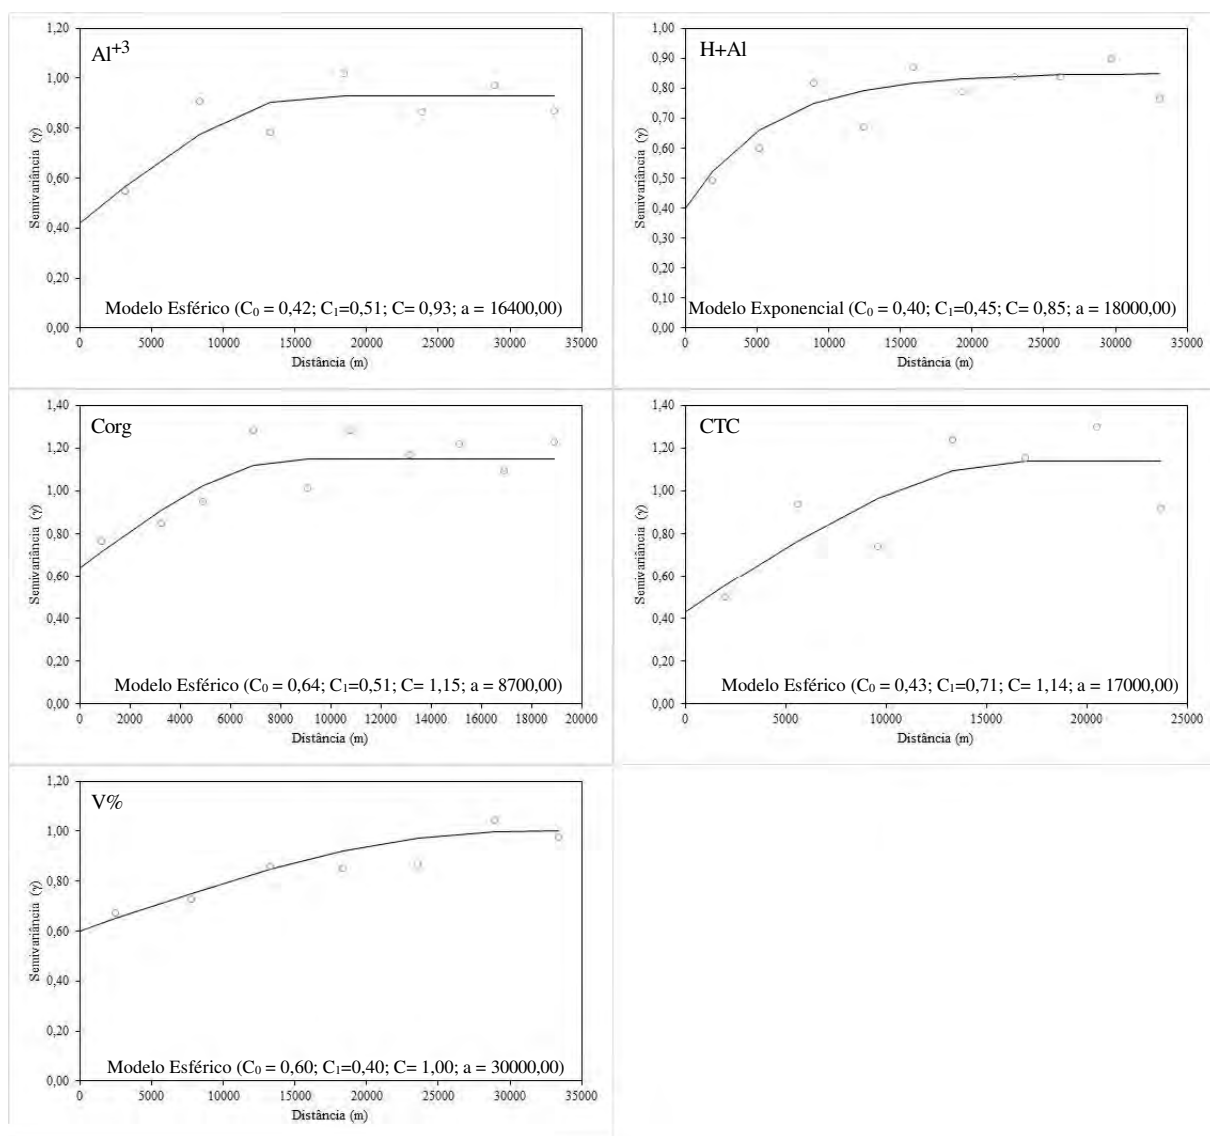 Al+3
Semivariância (γ)
1,20
1,00
0,80
0,60
0,40
0,20
0,00
Modelo Esférico (C0 = 0,42; C1=0,51; C= 0,93; a = 16400,00)
0 5000 10000 15000 20000 25000 30000 35000
Distância (m)
H+Al
Semivariância (γ)
1,00
0,90
0,80
0,70
0,60
0,50
0,40
0,30
0,20
0,10
0,00
Modelo Exponencial (C0 = 0,40; C1=0,45; C= 0,85; a = 18000,00)
0 5000 10000 15000 20000 25000 30000 35000
Distância (m)
Corg
Semivariância (γ)
1,40
1,20
1,00
0,80
0,60
0,40
0,20
0,00
Modelo Esférico (C0 = 0,64; C1=0,51; C= 1,15; a = 8700,00)
0 2000 4000 6000 8000 10000 12000 14000 16000 18000 20000
Distância (m)
CTC
Semivariância (γ)
1,40
1,20
1,00
0,80
0,60
0,40
0,20
0,00
Modelo Esférico (C0 = 0,43; C1=0,71; C= 1,14; a = 17000,00)
0 5000 10000 15000 20000 25000
Distância (m)
V%
Semivariância (γ)
1,20
1,00
0,80
0,60
0,40
0,20
0,00
Modelo Esférico (C0 = 0,60; C1=0,40; C= 1,00; a = 30000,00)
0 5000 10000 15000 20000 25000 30000 35000
Distância (m)